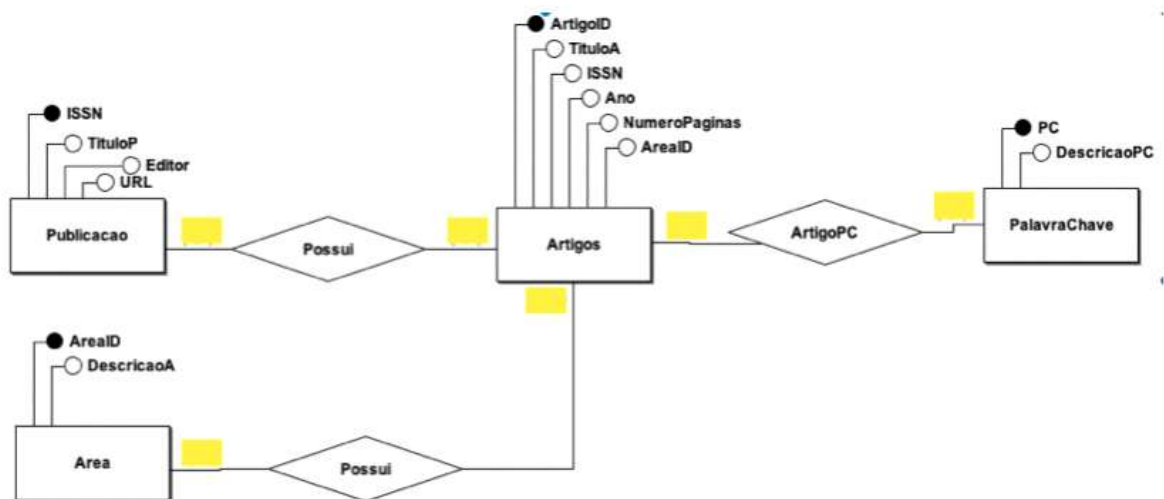 ArtigoID
TituloA
ISSN
Ano
NumeroPaginas
AreaID
ISSN
TituloP
Editor
URL
PC
DescricaoPC
Publicacao
Possui
Artigos
ArtigoPC
PalavraChave
AreaID
DescricaoA
Area
Possui